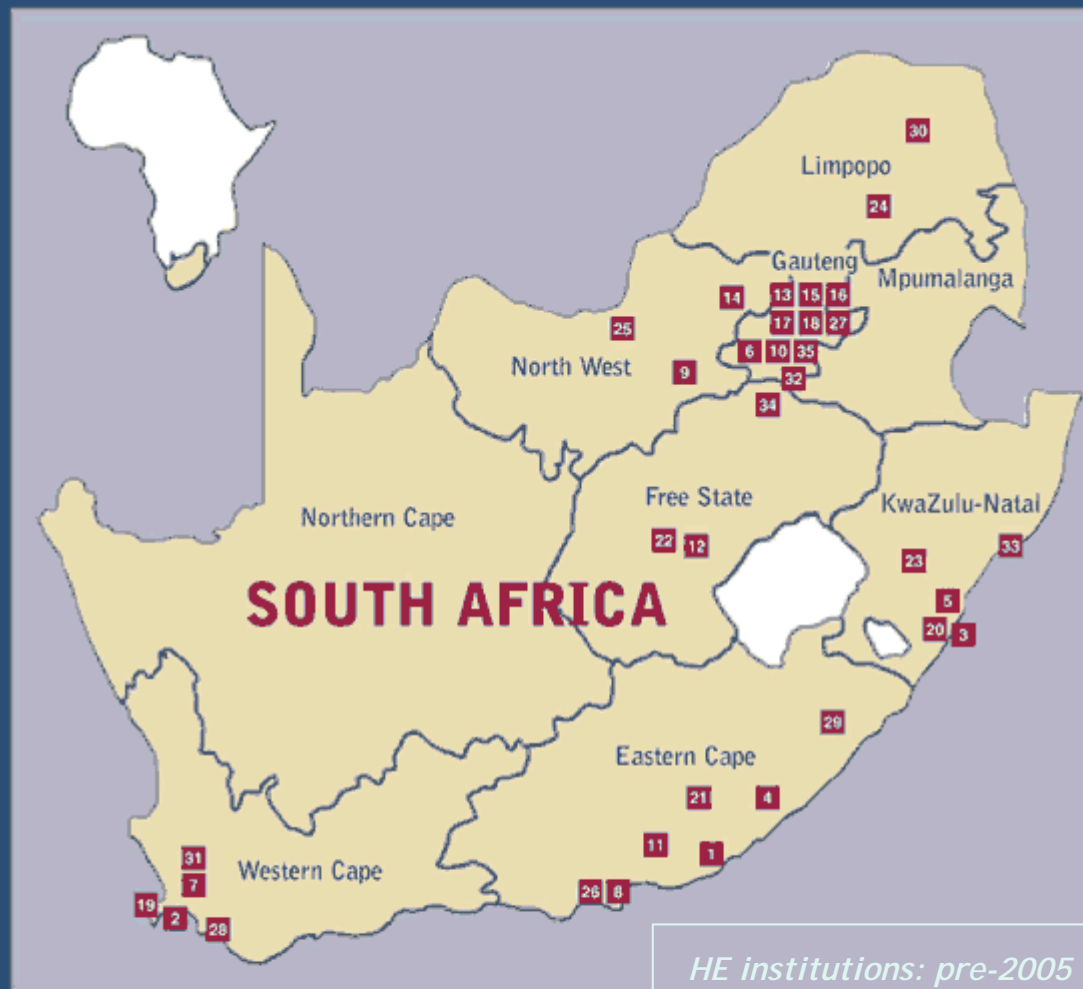 30
Limpopo
24
Gauteng
Mpumalanga
14 13 15 16
25 17 18 27
North West 9 6 10 35
32
34
Free State
KwaZulu-Natal
Northern Cape
22 12 33
23
SOUTH AFRICA
5
20 3
29
Eastern Cape
21 4
11 1
31
Western Cape
7
26 8
19 2 28
HE institutions: pre-2005